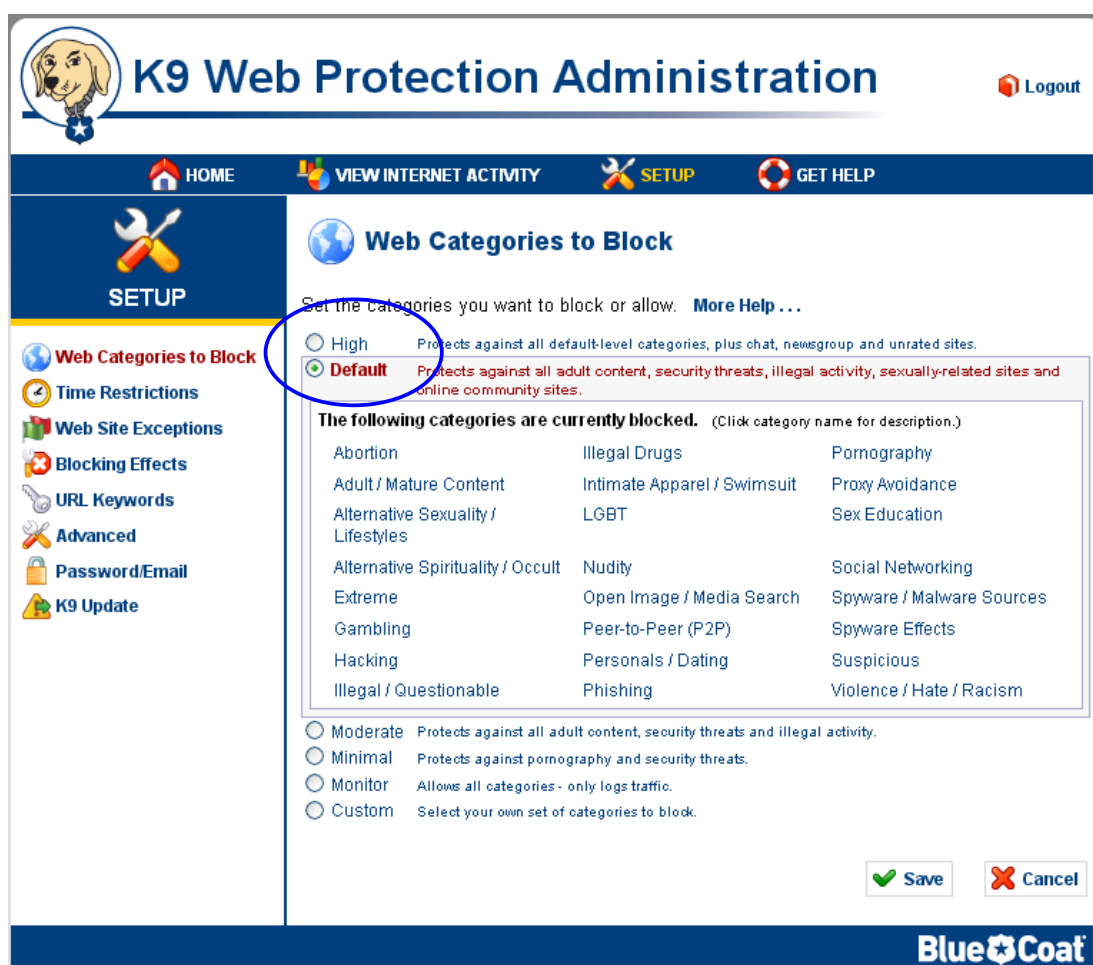 K9 Web Protection Administration
Logout
HOME
VIEW INTERNET ACTIVITY
SETUP
GET HELP
SETUP
Web Categories to Block
Time Restrictions
Web Site Exceptions
Blocking Effects
URL Keywords
Advanced
Password/Email
K9 Update
Web Categories to Block
Set the categories you want to block or allow. More Help . . .
High Protects against all default-level categories, plus chat, newsgroup and unrated sites.
Default Protects against all adult content, security threats, illegal activity, sexually-related sites and
online community sites.
The following categories are currently blocked. (Click category name for description.)
Abortion Illegal Drugs Pornography
Adult / Mature Content Intimate Apparel / Swimsuit Proxy Avoidance
Alternative Sexuality / LGBT Sex Education
Lifestyles
Alternative Spirituality / Occult Nudity Social Networking
Extreme Open Image / Media Search Spyware / Malware Sources
Gambling Peer-to-Peer (P2P) Spyware Effects
Hacking Personals / Dating Suspicious
Illegal / Questionable Phishing Violence / Hate / Racism
Moderate Protects against all adult content, security threats and illegal activity.
Minimal Protects against pornography and security threats.
Monitor Allows all categories - only logs traffic.
Custom Select your own set of categories to block.
Save
Cancel
Blue Coat